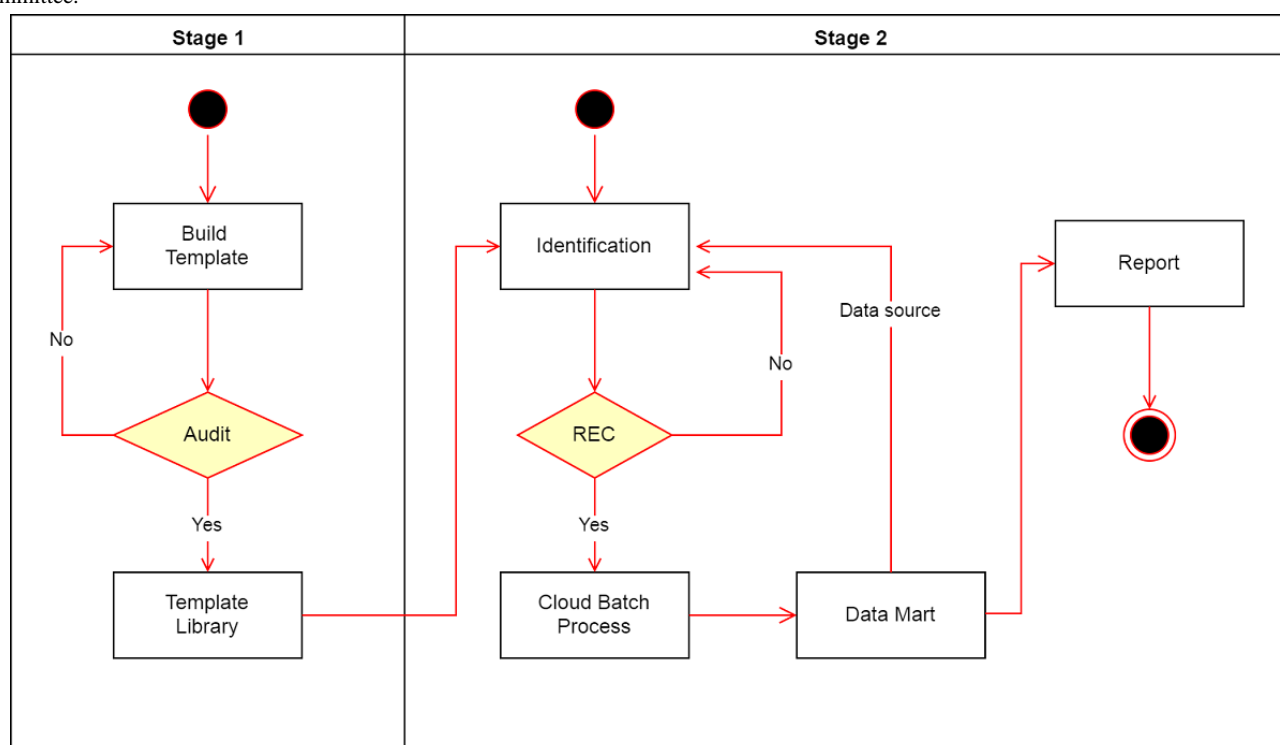 Stage 1
Stage 2
Build
Template
Identification
Report
Data source
No
No
Audit
REC
Yes
Yes
Template
Library
Cloud Batch
Process
Data Mart